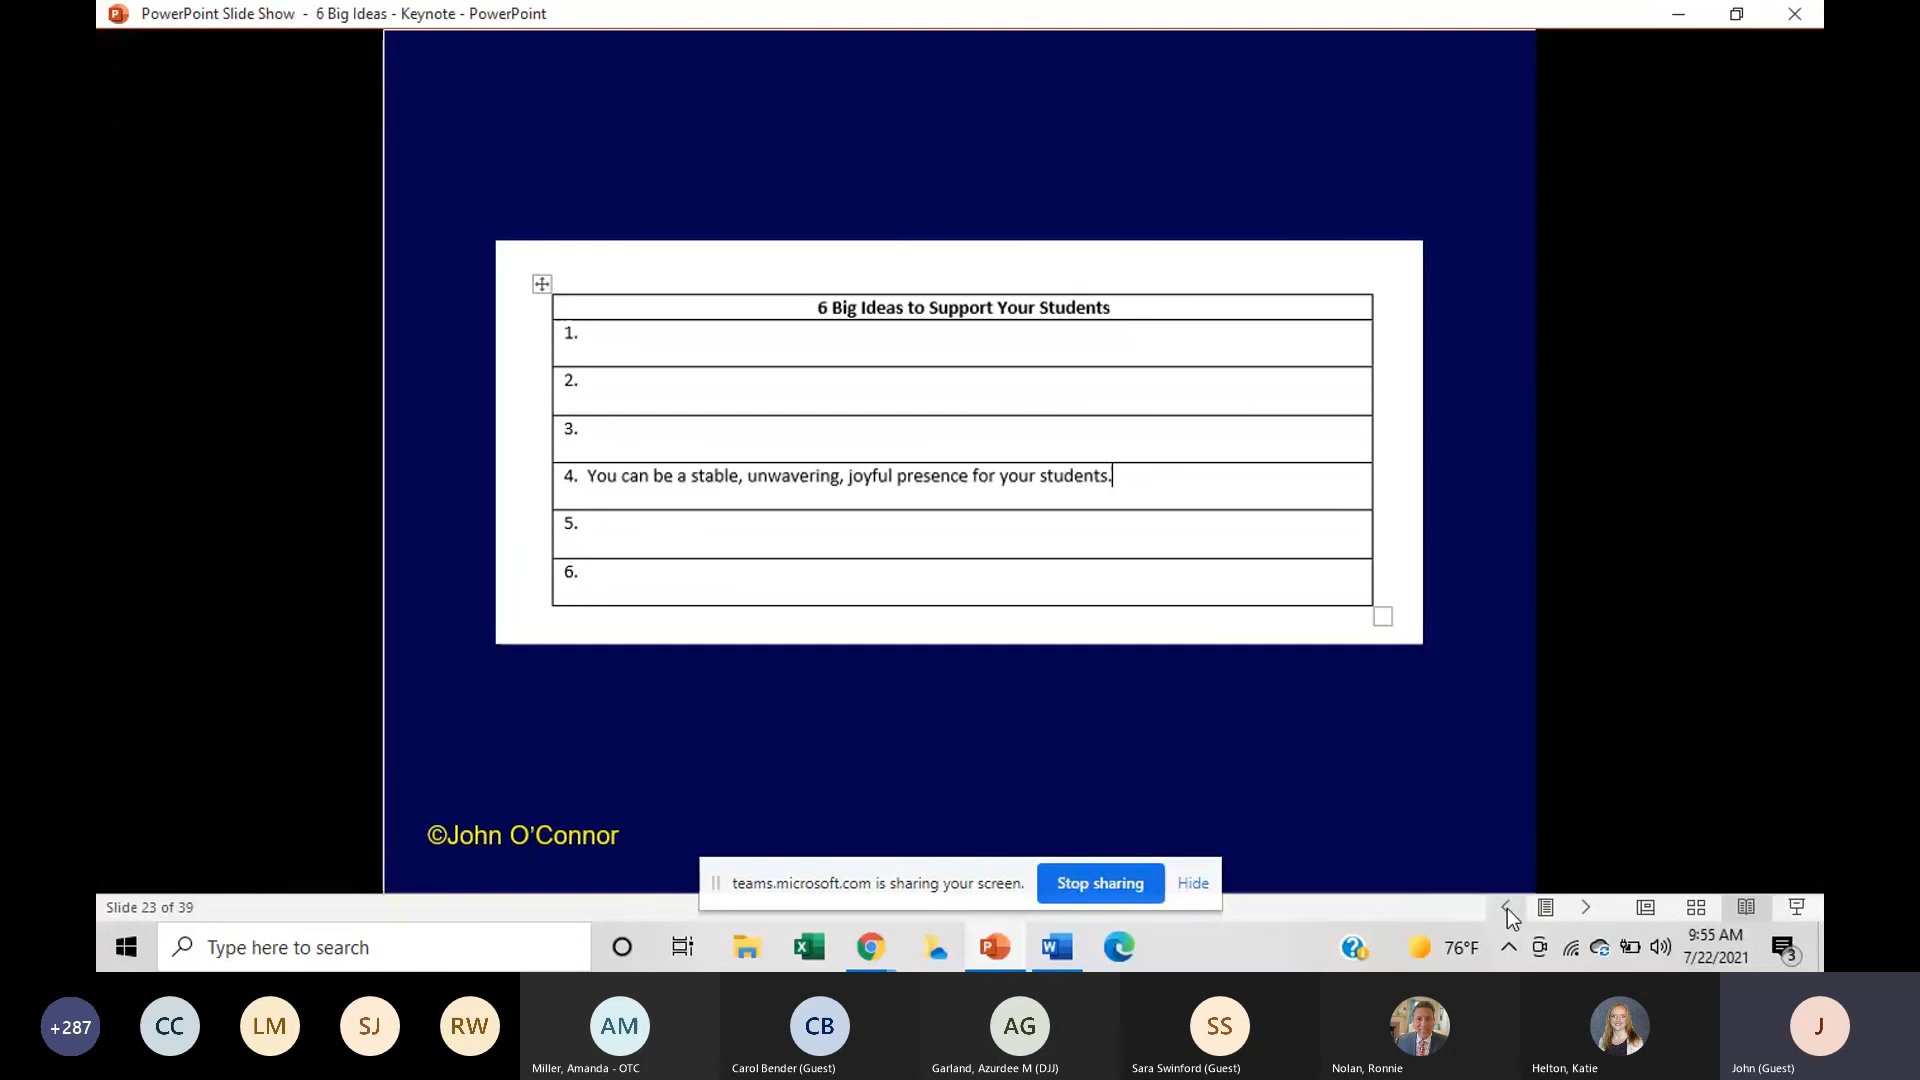 PowerPoint Slide Show - 6 Big Ideas - Keynote - PowerPoint
6 Big Ideas to Support Your Students
1.
2.
3.
4. You can be a stable, unwavering, joyful presence for your students.
5.
6.
©John O'Connor
teams.microsoft.com is sharing your screen. Stop sharing Hide
Slide 23 of 39
Type here to search
76°F
9:55 AM
7/22/2021
3
+287
CC
LM
SJ
RW
AM
CB
AG
SS
J
Miller, Amanda - OTC
Carol Bender (Guest)
Garland, Azurdee M (DJJ)
Sara Swinford (Guest)
Nolan, Ronnie
Helton, Katie
John (Guest)